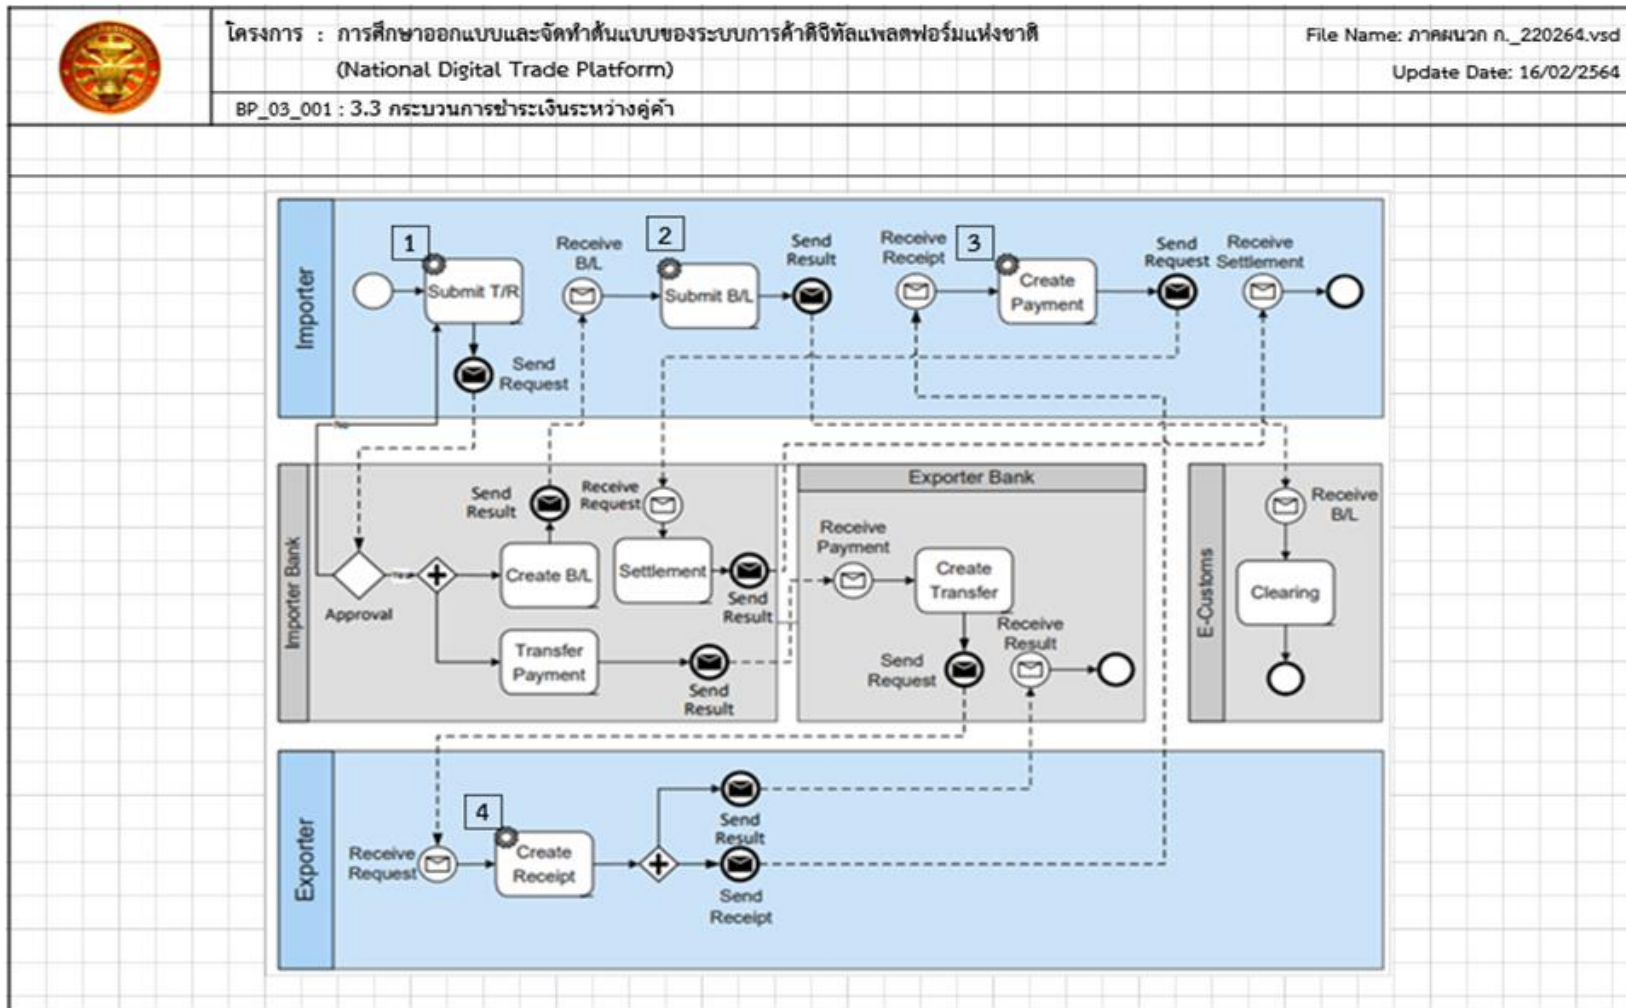 โครงการ : การศึกษาออกแบบและจัดทำต้นแบบของระบบการค้าดิจิทัลแพลตฟอร์มแห่งชาติ
(National Digital Trade Platform)
File Name: ภาคผนวก ก._220264.vsd
Update Date: 16/02/2564
BP_03_001 : 3.3 กระบวนการชำระเงินระหว่างคู่ค้า
Importer
1
Submit T/R
Send
Request
Receive
B/L
2
Submit B/L
Send
Result
Receive
Receipt
3
Create
Payment
Send
Request
Receive
Settlement
No
Importer Bank
Approval
Send
Result
Create B/L
Receive
Request
Settlement
Send
Result
Transfer
Payment
Send
Result
Exporter Bank
Receive
Payment
Create
Transfer
Send
Request
Receive
Result
E-Customs
Receive
B/L
Clearing
Exporter
Receive
Request
4
Create
Receipt
Send
Result
Send
Receipt